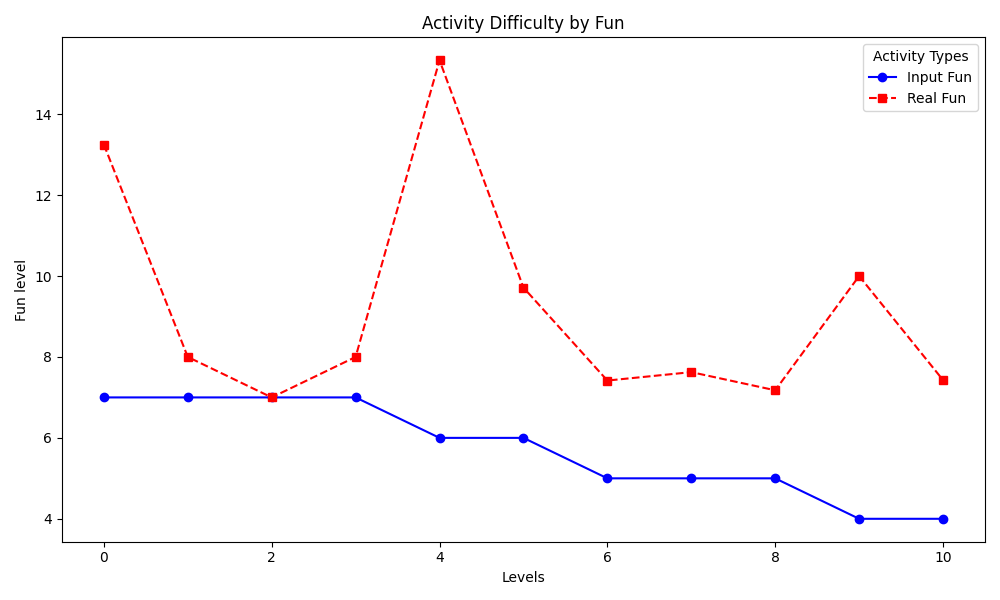 Activity Difficulty by Fun
Activity Types
Input Fun
Real Fun
Fun level
14
12
10
8
6
4
0
2
4
6
8
10
Levels